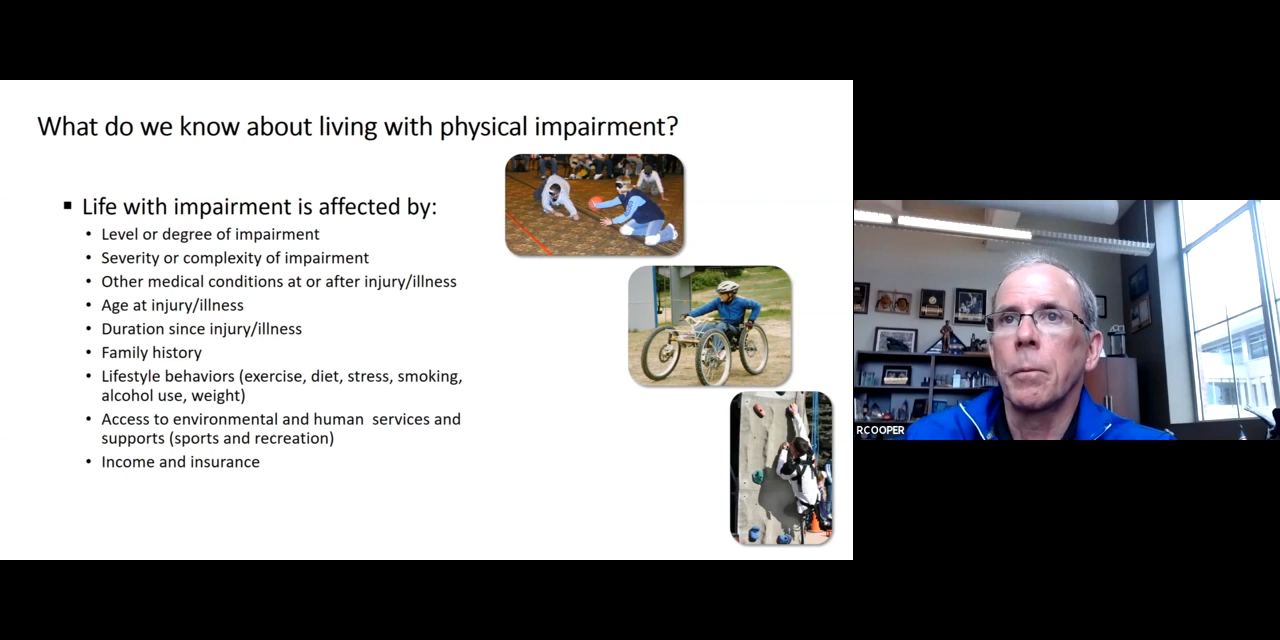 What do we know about living with physical impairment?
▪ Life with impairment is affected by:
• Level or degree of impairment
• Severity or complexity of impairment
• Other medical conditions at or after injury/illness
• Age at injury/illness
• Duration since injury/illness
• Family history
• Lifestyle behaviors (exercise, diet, stress, smoking,
alcohol use, weight)
• Access to environmental and human services and
supports (sports and recreation)
• Income and insurance
RCOOPER